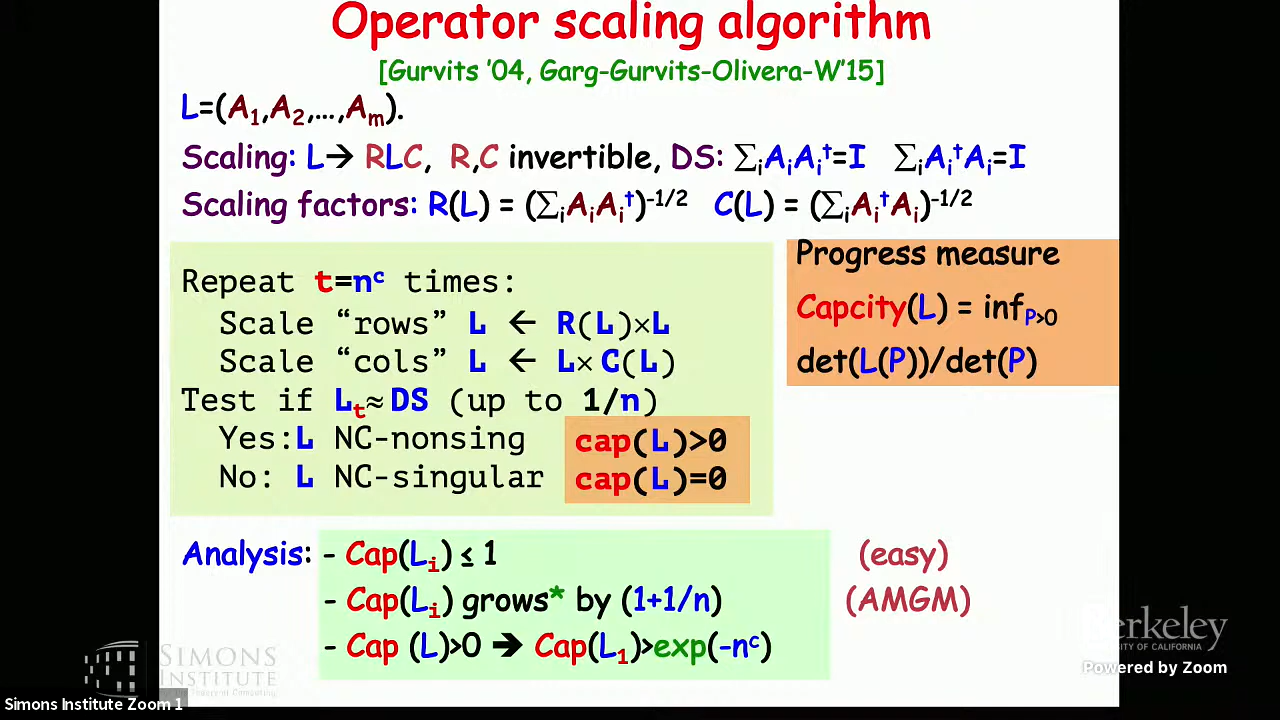 Operator scaling algorithm
[Gurvits ’04, Garg-Gurvits-Olivera-W’15]
L=(A₁,A₂,…,Aₘ).
Scaling: L→ RLC, R,C invertible, DS: ∑ᵢAᵢAᵢ†=I ∑ᵢAᵢ†Aᵢ=I
Scaling factors: R(L) = (∑ᵢAᵢAᵢ†)⁻¹/² C(L) = (∑ᵢAᵢ†Aᵢ)⁻¹/²
Repeat t=nᶜ times:
Scale “rows” L ← R(L)×L
Scale “cols” L ← L×C(L)
Test if Lₜ≈DS (up to 1/n)
Yes:L NC-nonsing cap(L)>0
No: L NC-singular cap(L)=0
Progress measure
Capcity(L) = inf_P>0
det(L(P))/det(P)
Analysis: - Cap(Lᵢ) ≤ 1 (easy)
- Cap(Lᵢ) grows* by (1+1/n) (AMGM)
- Cap (L)>0 → Cap(L₁)>exp(-nᶜ)
SIMONS
INSTITUTE
Berkeley
UNIVERSITY OF CALIFORNIA
Powered by Zoom
Simons Institute Zoom 1